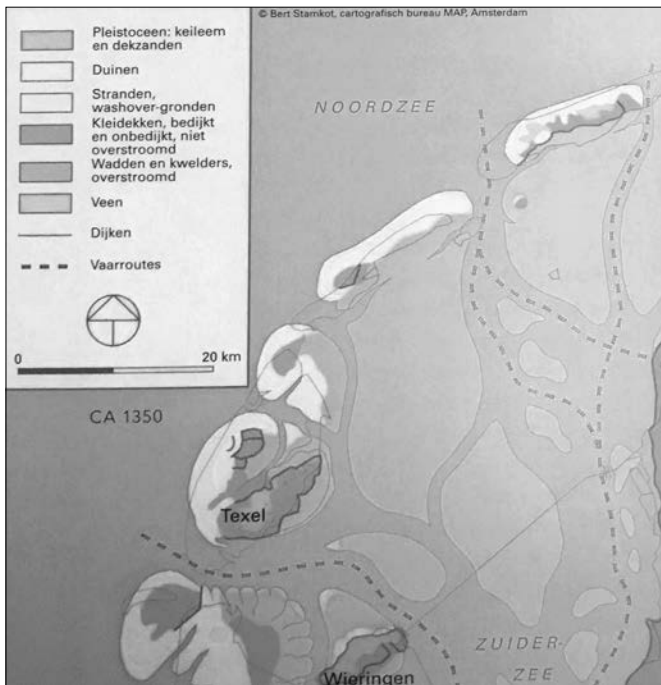 © Bert Stamkot, cartografisch bureau MAP, Amsterdam
Pleistoceen: keileem
en dekzanden
Duinen
Stranden,
washover-gronden
Kleidekken, bedijkt
en onbedijkt, niet
overstroomd
Wadden en kwelders,
overstroomd
Veen
Dijken
Vaarroutes
0 20 km
CA 1350
NOORDZEE
Texel
Wieringen
ZUIDER-
ZEE